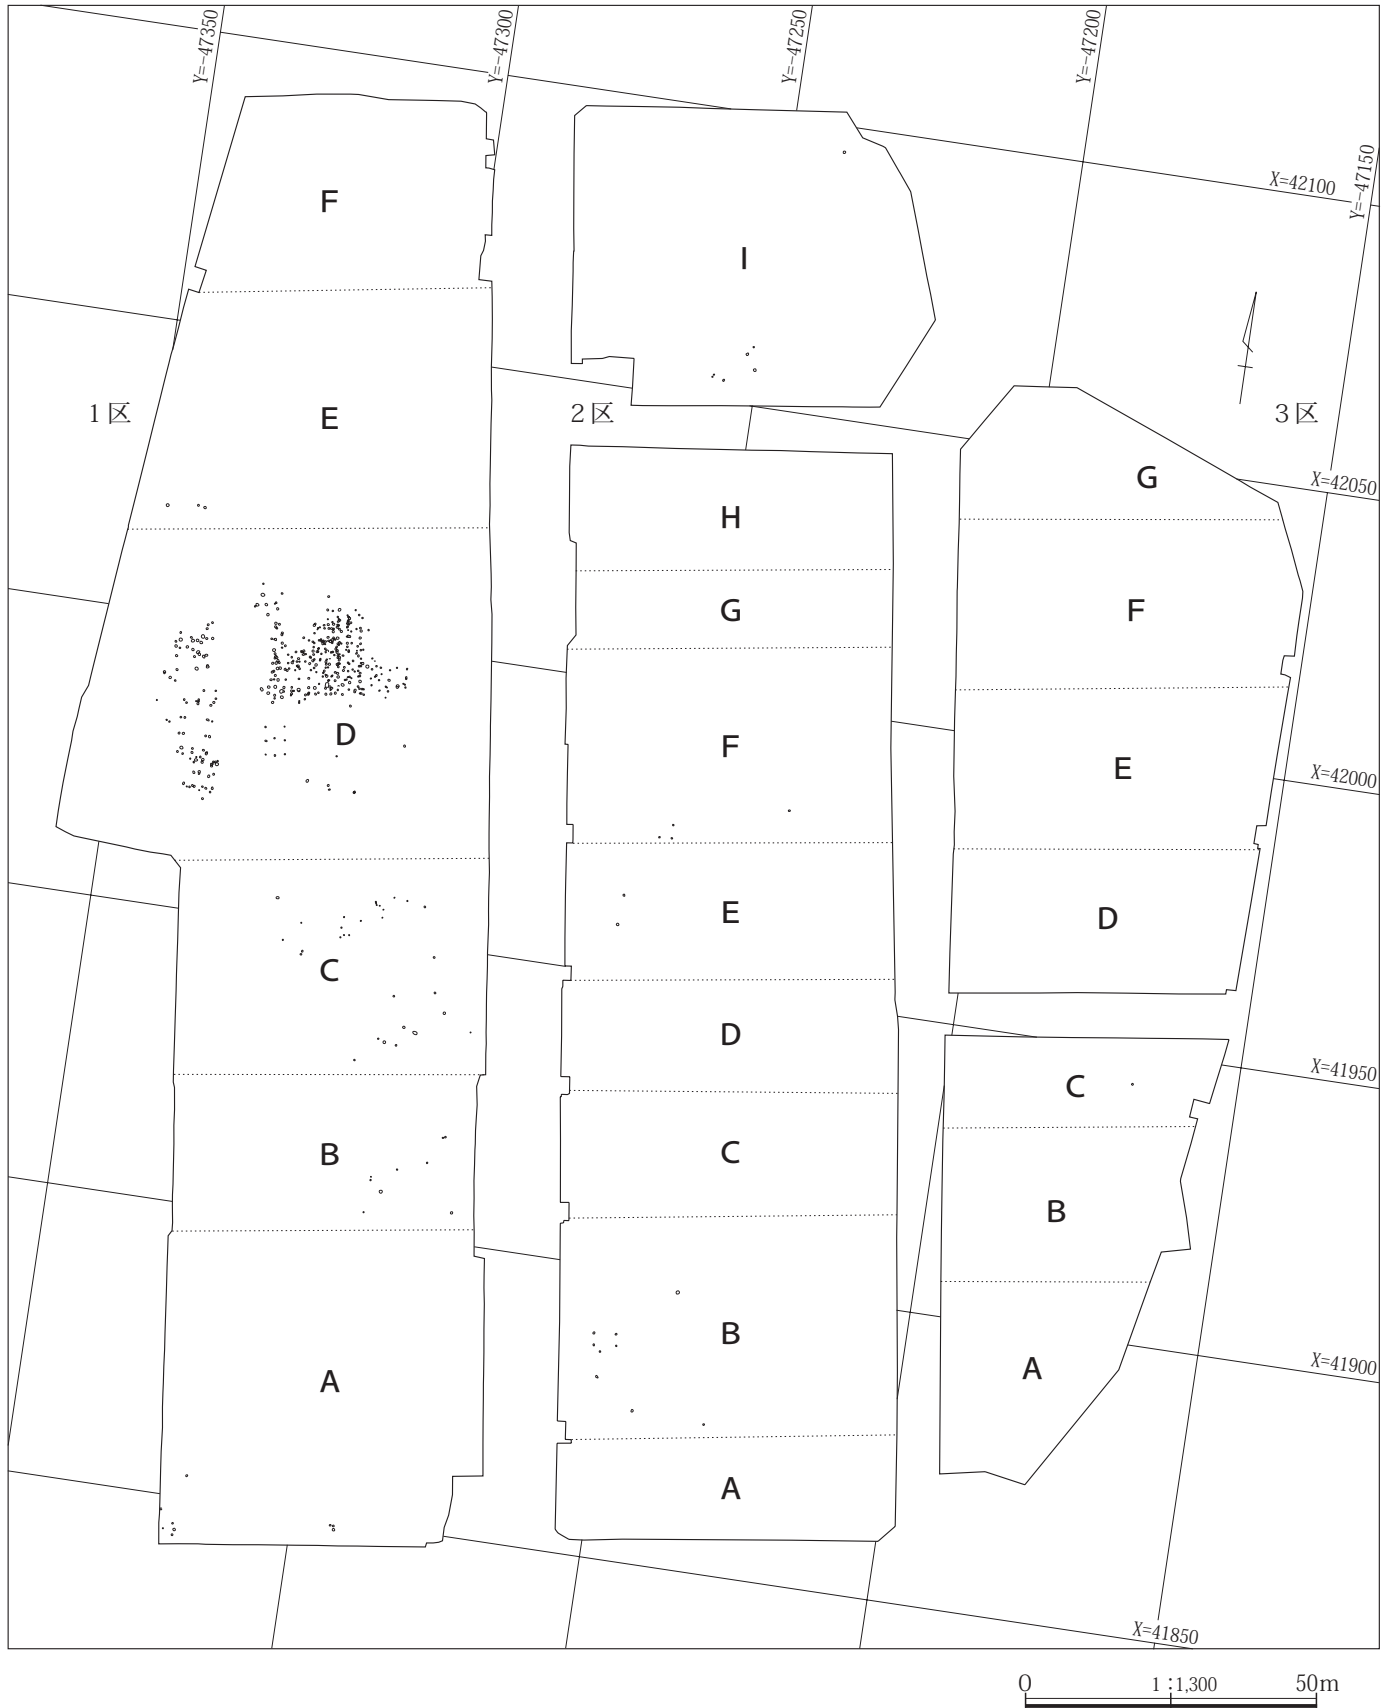 Y=-47350
Y=-47300
Y=-47250
Y=-47200
Y=-47150
X=42100
F
I
1区
E
2区
3区
G
X=42050
H
G
F
D
F
E
X=42000
E
D
C
D
C
X=41950
B
C
B
B
A
A
X=41900
A
X=41850
0 1:1,300 50m